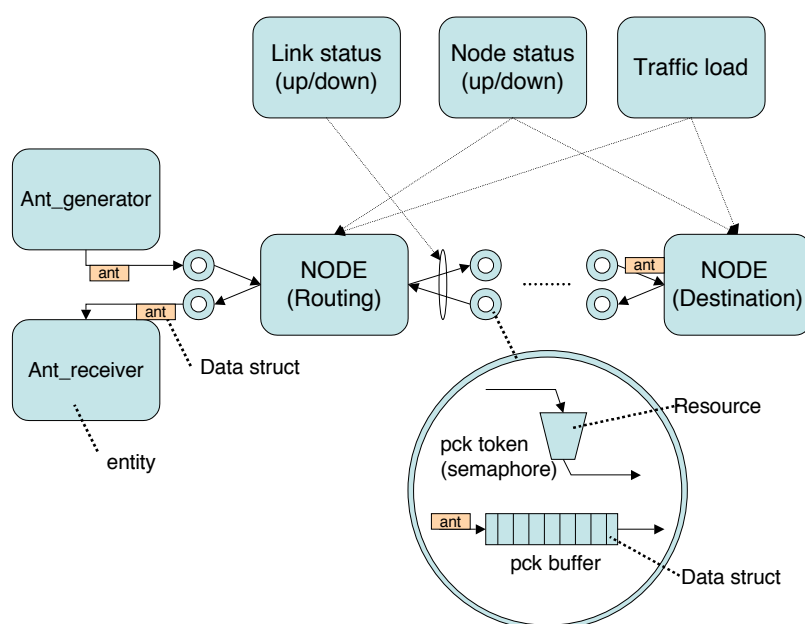 Link status
(up/down)
Node status
(up/down)
Traffic load
Ant_generator
ant
NODE
(Routing)
ant
NODE
(Destination)
ant
Data struct
Ant_receiver
entity
Resource
pck token
(semaphore)
ant
pck buffer
Data struct